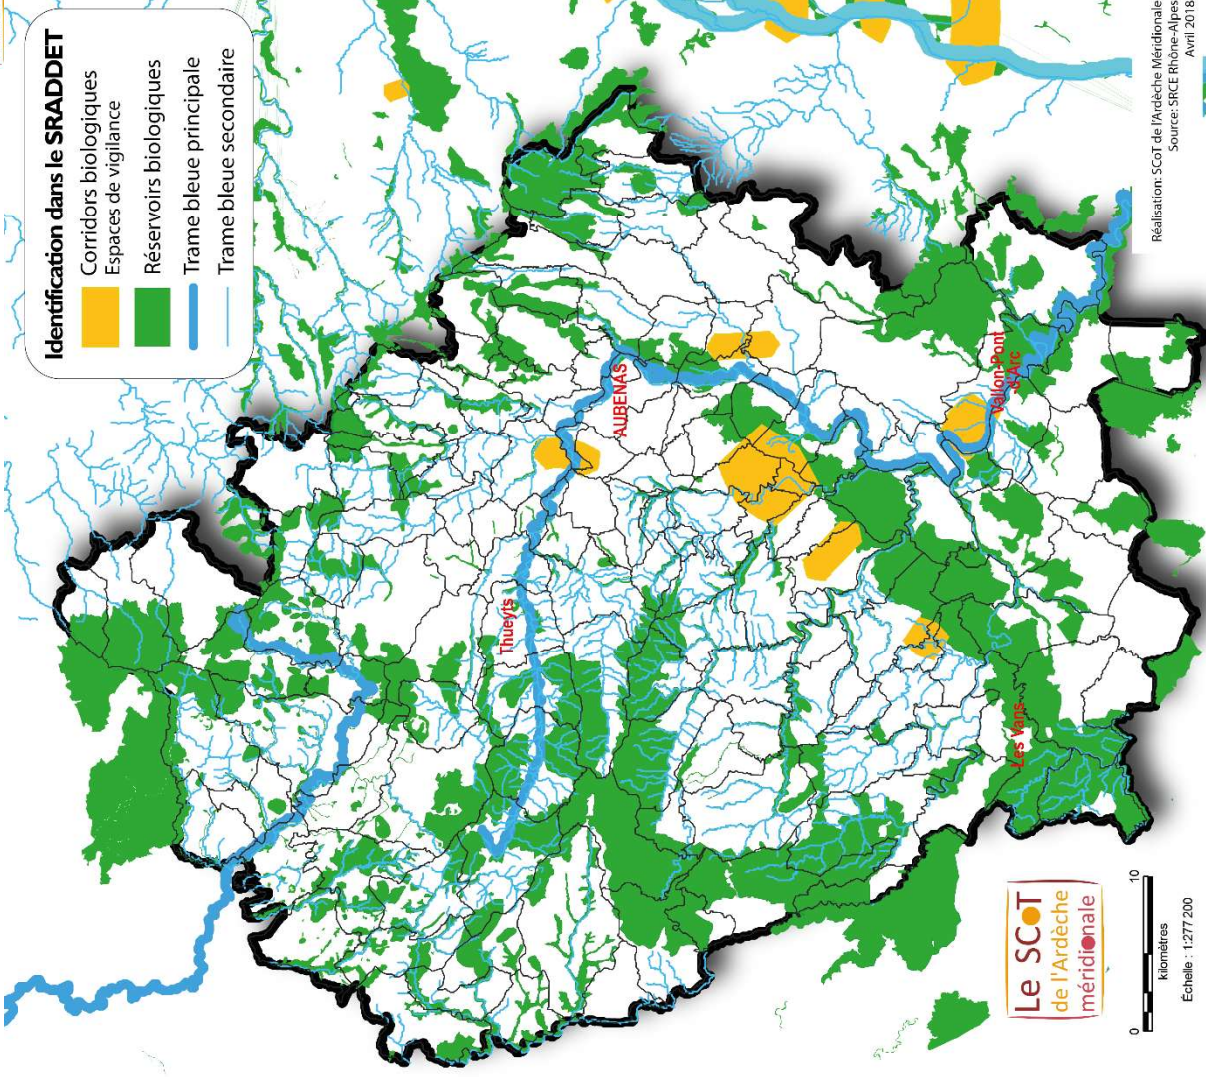 Identification dans le SRADDET
Corridors biologiques
Espaces de vigilance
Réservoirs biologiques
Trame bleue principale
Trame bleue secondaire
Thueyts
AUBENAS
Vallon-Pont
d'Arc
Les Vans
Le SCoT
de l'Ardèche
méridionale
0
10
kilomètres
Échelle : 1:277 200
Réalisation: SCoT de l'Ardèche Méridionale
Source: SRCE Rhône-Alpes
Avril 2018